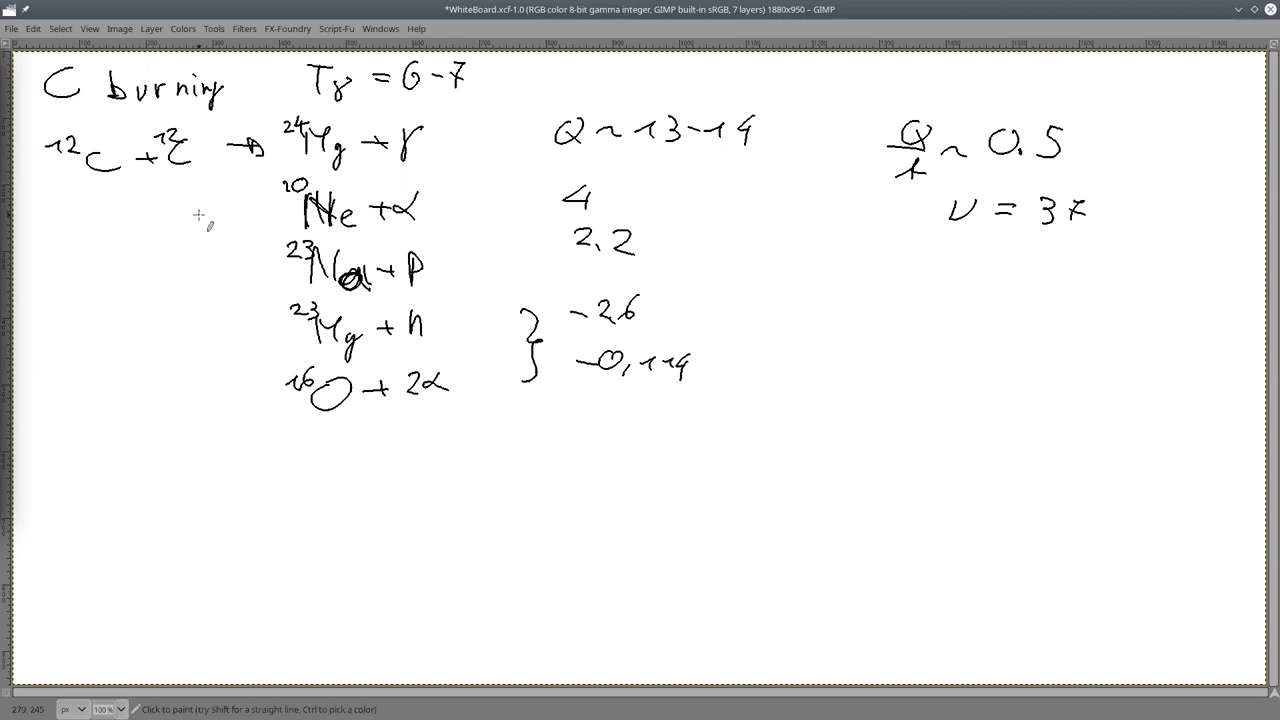 *WhiteBoard.xcf-1.0 (RGB color 8-bit gamma integer, GIMP built-in sRGB, 7 layers) 1880x950 – GIMP
File Edit Select View Image Layer Colors Tools Filters FX-Foundry Script-Fu Windows Help
C burning T8 = 6-7
¹²C + ¹²C → ²⁴Mg + γ Q ~ 13-14 Q/t ~ 0.5
²⁰Ne + α 4 ν = 37
²³Na + p 2,2
²³Mg + n } -2,6
¹⁶O + 2α -0,114
279, 245 px 100 % Click to paint (try Shift for a straight line, Ctrl to pick a color)